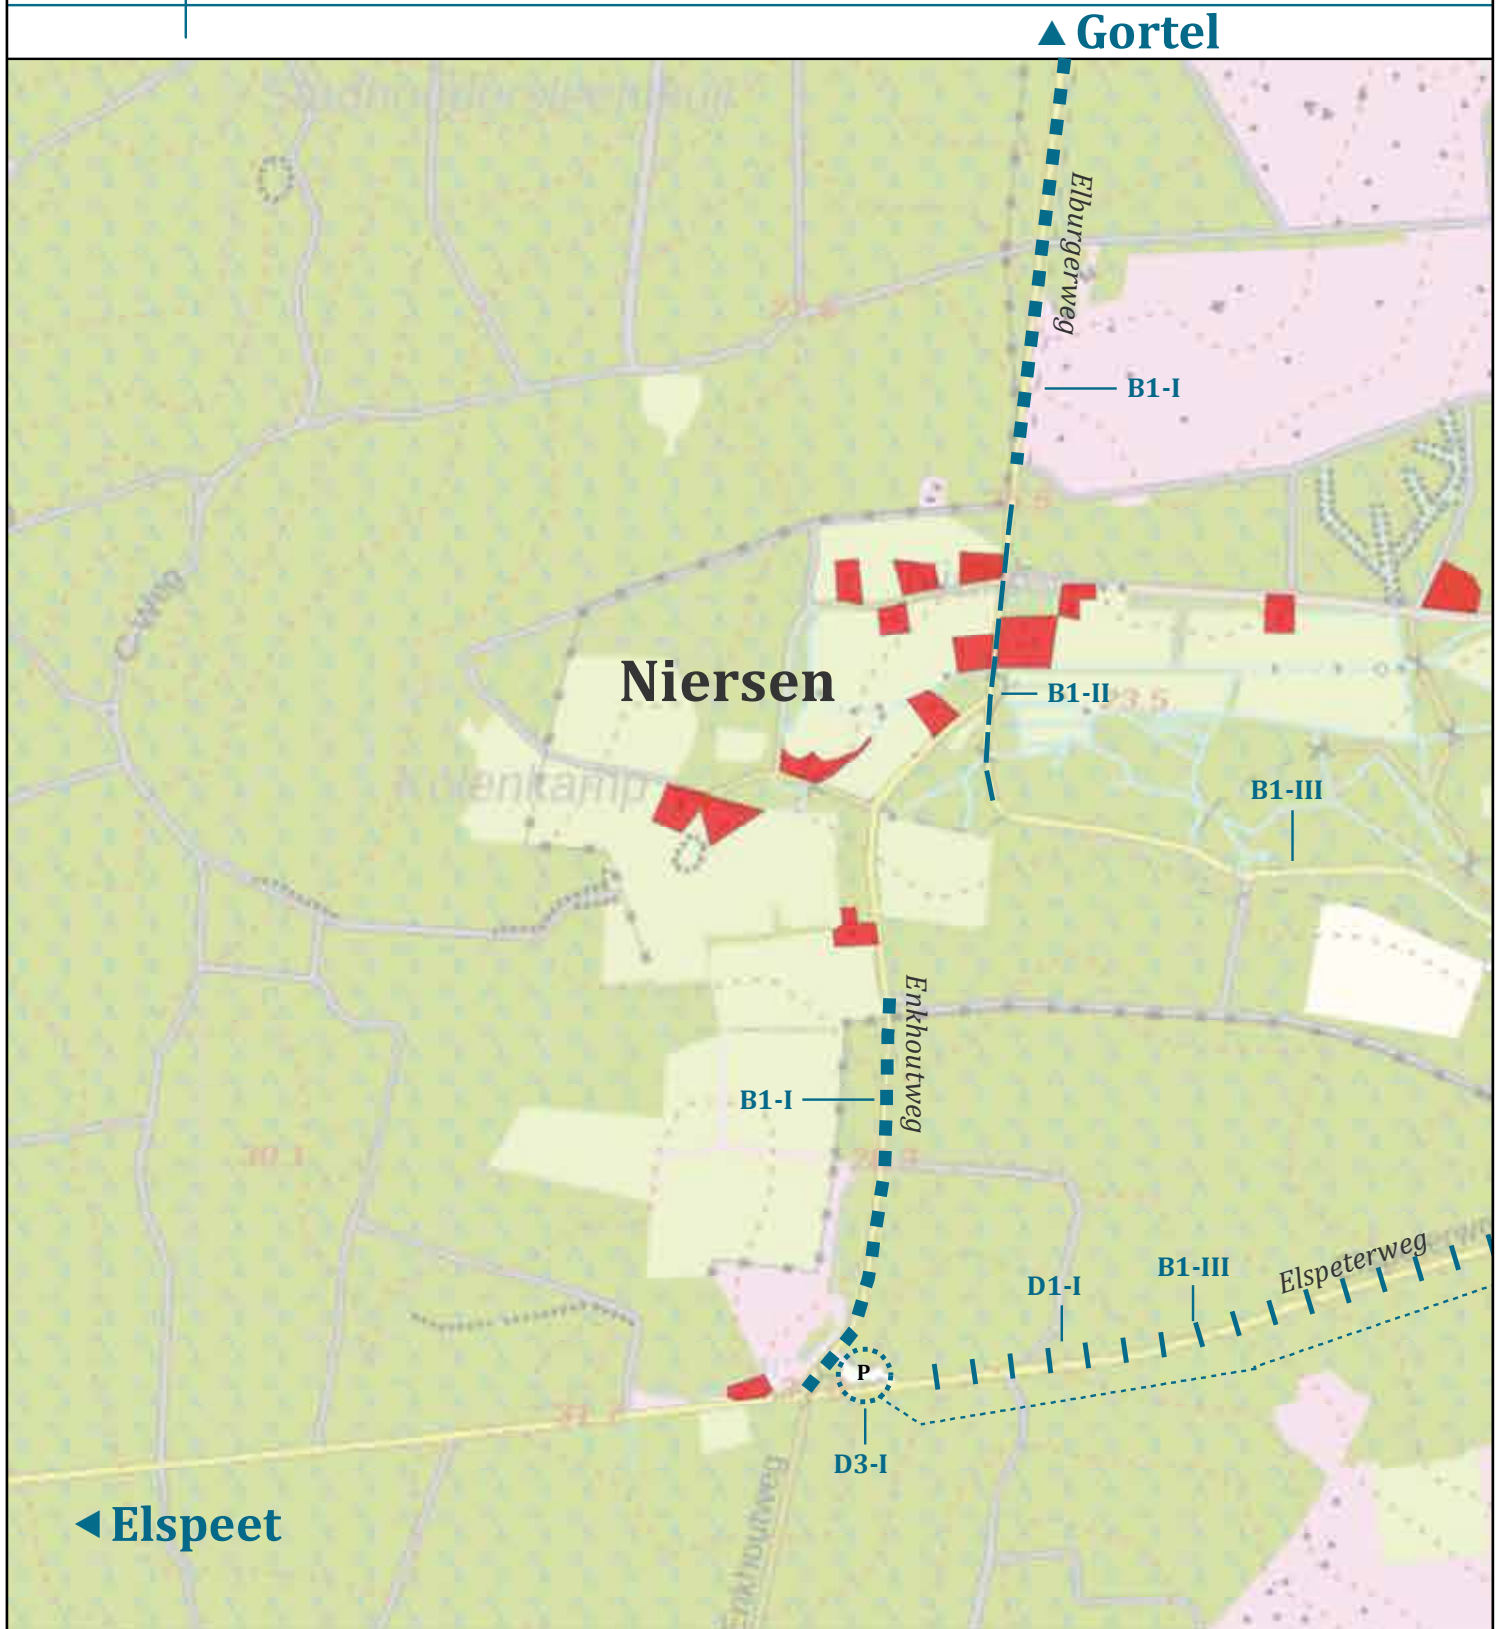 Gortel
Elburgerweg
B1-I
Niersen
B1-II
B1-III
Enkhoutweg
B1-I
Elspeterweg
B1-III
D1-I
P
D3-I
Enkhoutweg
Elspeet